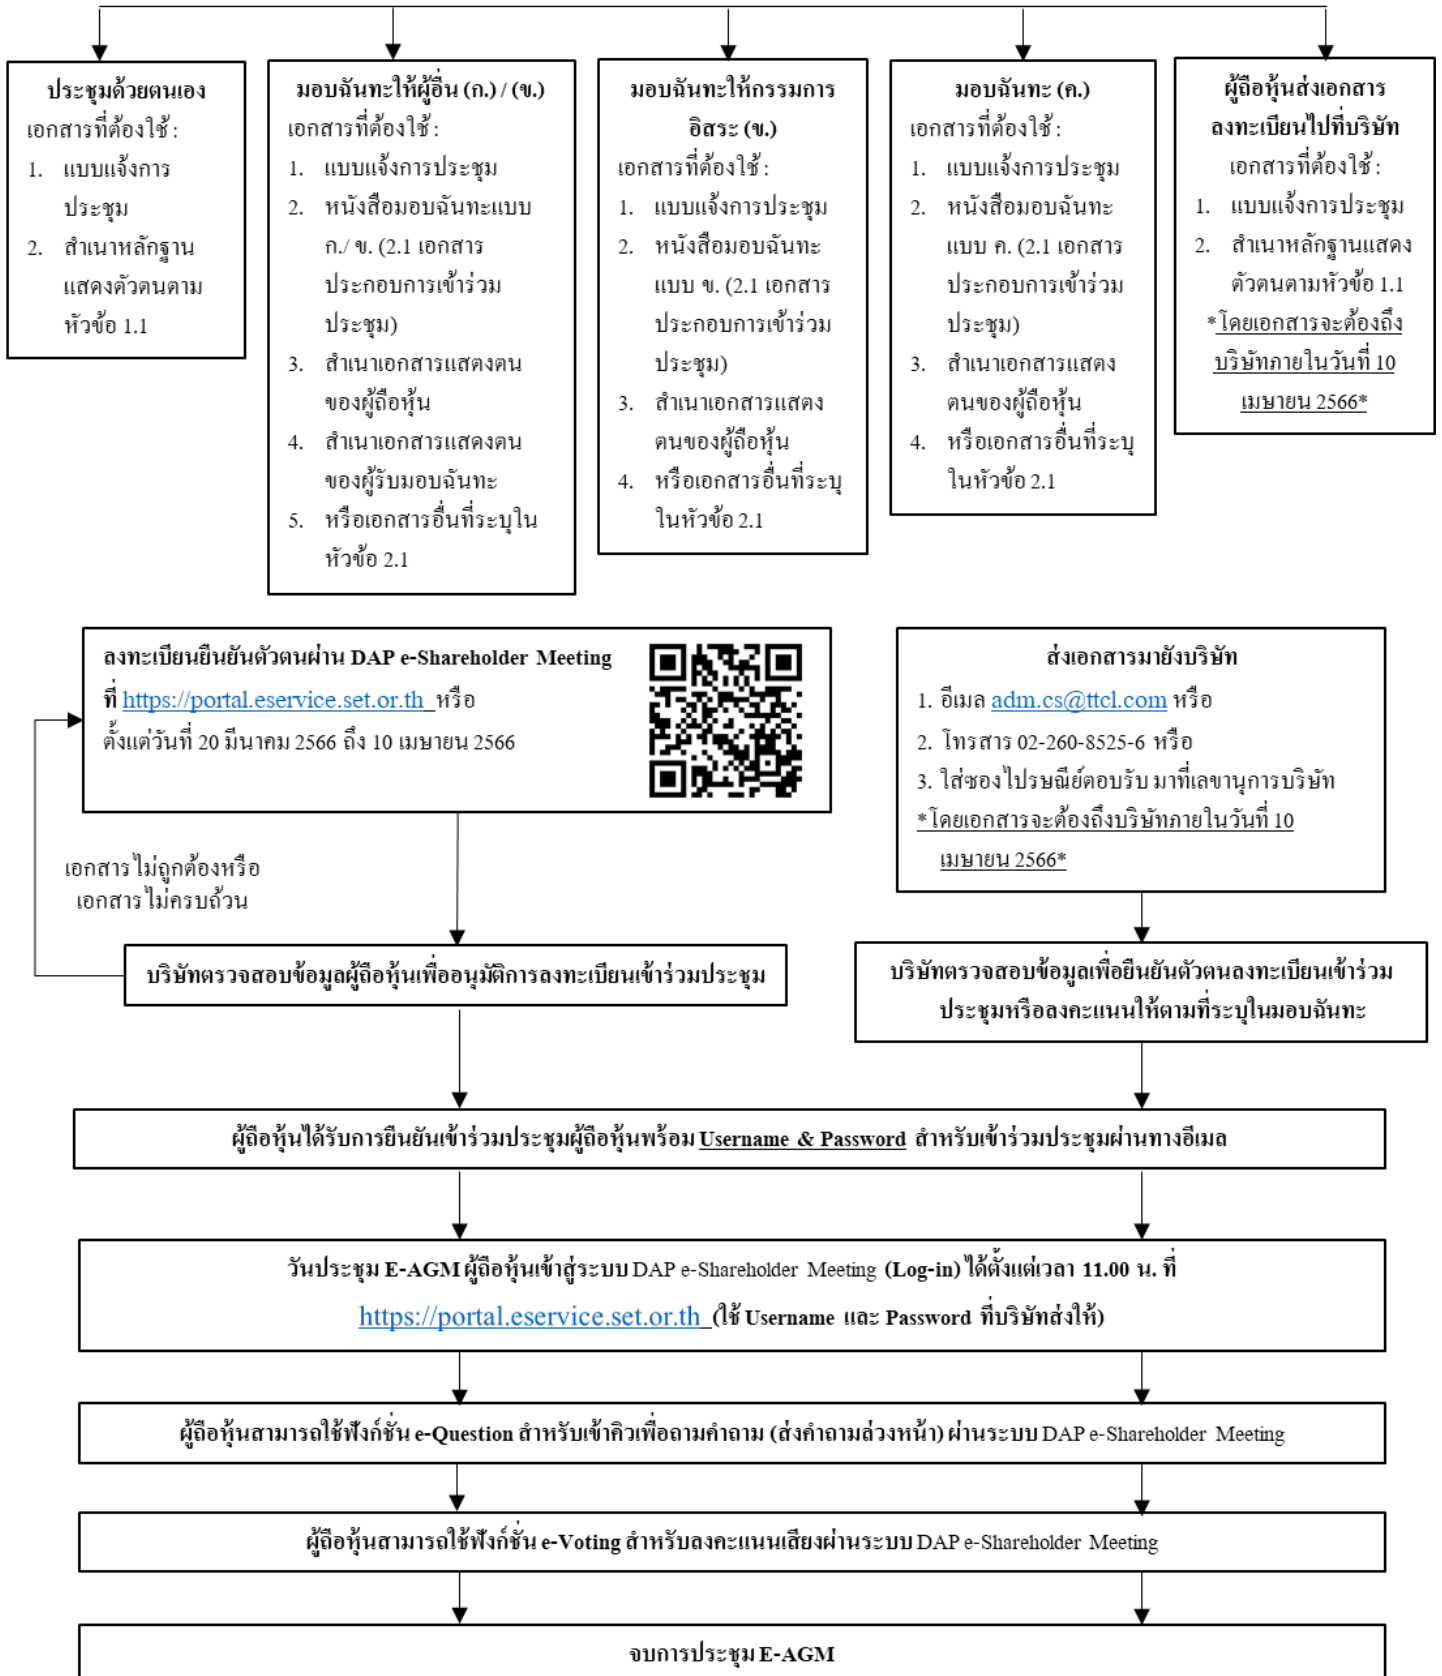 ประชุมด้วยตนเอง
เอกสารที่ต้องใช้ :
1. แบบแจ้งการ
ประชุม
2. สำเนาหลักฐาน
แสดงตัวตนตาม
หัวข้อ 1.1
มอบฉันทะให้ผู้อื่น (ก.) / (ข.)
เอกสารที่ต้องใช้ :
1. แบบแจ้งการประชุม
2. หนังสือมอบฉันทะแบบ
ก./ ข. (2.1 เอกสาร
ประกอบการเข้าร่วม
ประชุม)
3. สำเนาเอกสารแสตงตน
ของผู้ถือหุ้น
4. สำเนาเอกสารแสดงตน
ของผู้รับมอบฉันทะ
5. หรือเอกสารอื่นที่ระบุใน
หัวข้อ 2.1
มอบฉันทะให้กรรมการ
อิสระ (ข.)
เอกสารที่ต้องใช้ :
1. แบบแจ้งการประชุม
2. หนังสือมอบฉันทะ
แบบ ข. (2.1 เอกสาร
ประกอบการเข้าร่วม
ประชุม)
3. สำเนาเอกสารแสตง
ตนของผู้ถือหุ้น
4. หรือเอกสารอื่นที่ระบุ
ในหัวข้อ 2.1
มอบฉันทะ (ค.)
เอกสารที่ต้องใช้ :
1. แบบแจ้งการประชุม
2. หนังสือมอบฉันทะ
แบบ ค. (2.1 เอกสาร
ประกอบการเข้าร่วม
ประชุม)
3. สำเนาเอกสารแสตง
ตนของผู้ถือหุ้น
4. หรือเอกสารอื่นที่ระบุ
ในหัวข้อ 2.1
ผู้ถือหุ้นส่งเอกสาร
ลงทะเบียนไปที่บริษัท
เอกสารที่ต้องใช้ :
1. แบบแจ้งการประชุม
2. สำเนาหลักฐานแสดง
ตัวตนตามหัวข้อ 1.1
*โดยเอกสารจะต้องถึง
บริษัทภายในวันที่ 10
เมษายน 2566*
ลงทะเบียนยืนยันตัวตนผ่าน DAP e-Shareholder Meeting
ที่ https://portal.eservice.set.or.th หรือ
ตั้งแต่วันที่ 20 มีนาคม 2566 ถึง 10 เมษายน 2566
ส่งเอกสารมายังบริษัท
1. อีเมล adm.cs@ttcl.com หรือ
2. โทรสาร 02-260-8525-6 หรือ
3. ใส่ซองไปรษณีย์ตอบรับ มาที่เลขานุการบริษัท
*โดยเอกสารจะต้องถึงบริษัทภายในวันที่ 10
เมษายน 2566*
เอกสารไม่ถูกต้องหรือ
เอกสารไม่ครบถ้วน
บริษัทตรวจสอบข้อมูลผู้ถือหุ้นเพื่ออนุมัติการลงทะเบียนเข้าร่วมประชุม
บริษัทตรวจสอบข้อมูลเพื่อยืนยันตัวตนลงทะเบียนเข้าร่วม
ประชุมหรือลงคะแนนให้ตามที่ระบุในมอบฉันทะ
ผู้ถือหุ้นได้รับการยืนยันเข้าร่วมประชุมผู้ถือหุ้นพร้อม Username & Password สำหรับเข้าร่วมประชุมผ่านทางอีเมล
วันประชุม E-AGM ผู้ถือหุ้นเข้าสู่ระบบ DAP e-Shareholder Meeting (Log-in) ได้ตั้งแต่เวลา 11.00 น. ที่
https://portal.eservice.set.or.th (ใช้ Username และ Password ที่บริษัทส่งให้)
ผู้ถือหุ้นสามารถใช้ฟังก์ชั่น e-Question สำหรับเข้าคิวเพื่อถามคำถาม (ส่งคำถามล่วงหน้า) ผ่านระบบ DAP e-Shareholder Meeting
ผู้ถือหุ้นสามารถใช้ฟังก์ชั่น e-Voting สำหรับลงคะแนนเสียงผ่านระบบ DAP e-Shareholder Meeting
จบการประชุม E-AGM